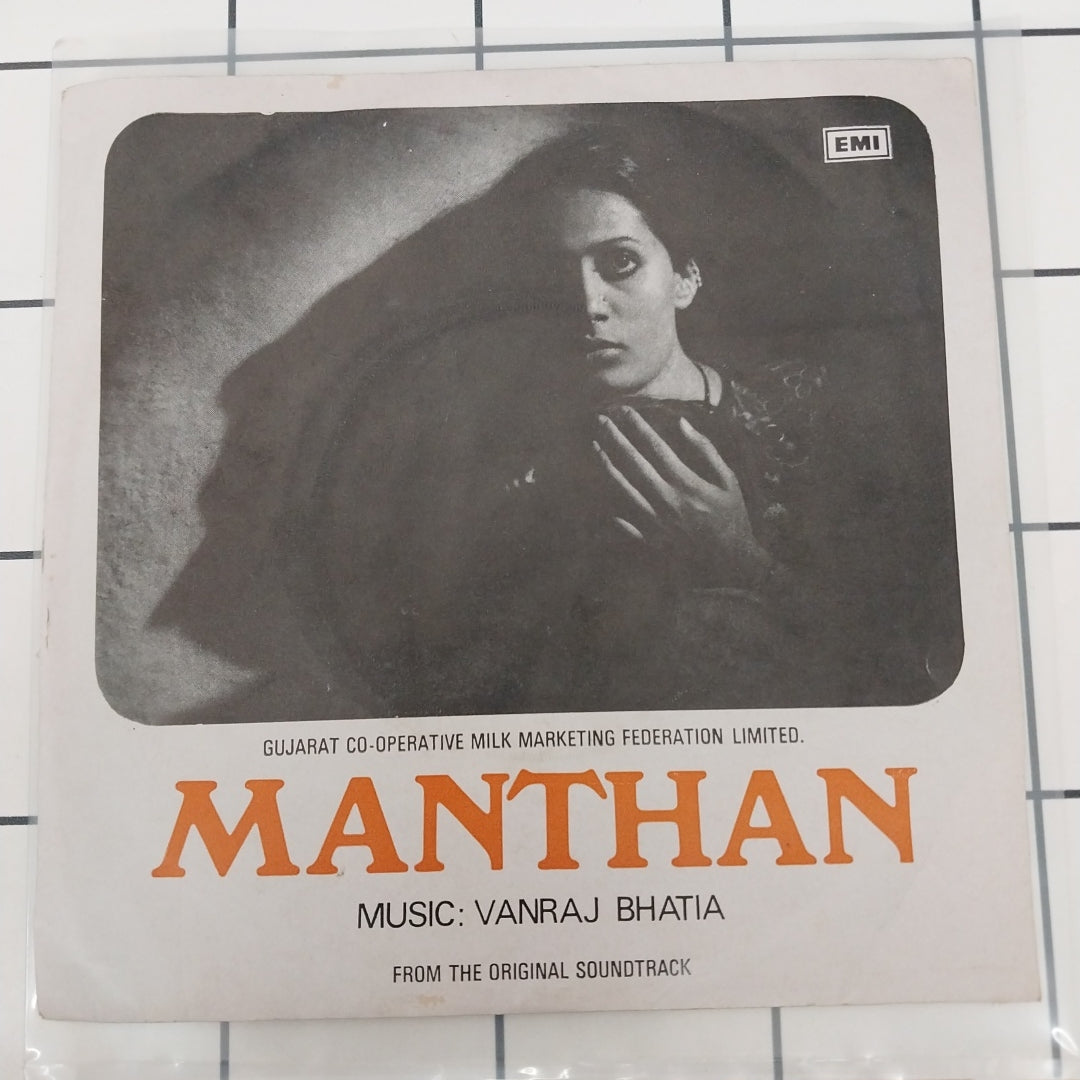 EMI
GUJARAT CO-OPERATIVE MILK MARKETING FEDERATION LIMITED.
MANTHAN
MUSIC: VANRAJ BHATIA
FROM THE ORIGINAL SOUNDTRACK